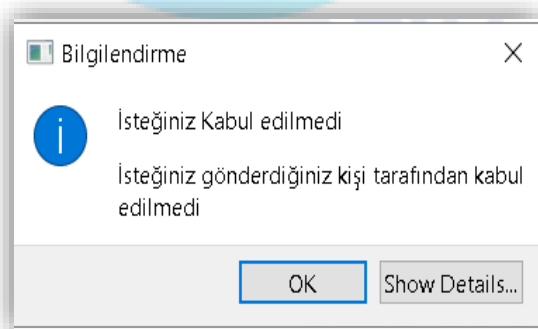 Bilgilendirme
İsteğiniz Kabul edilmedi
İsteğiniz gönderdiğiniz kişi tarafından kabul
edilmedi
OK
Show Details...